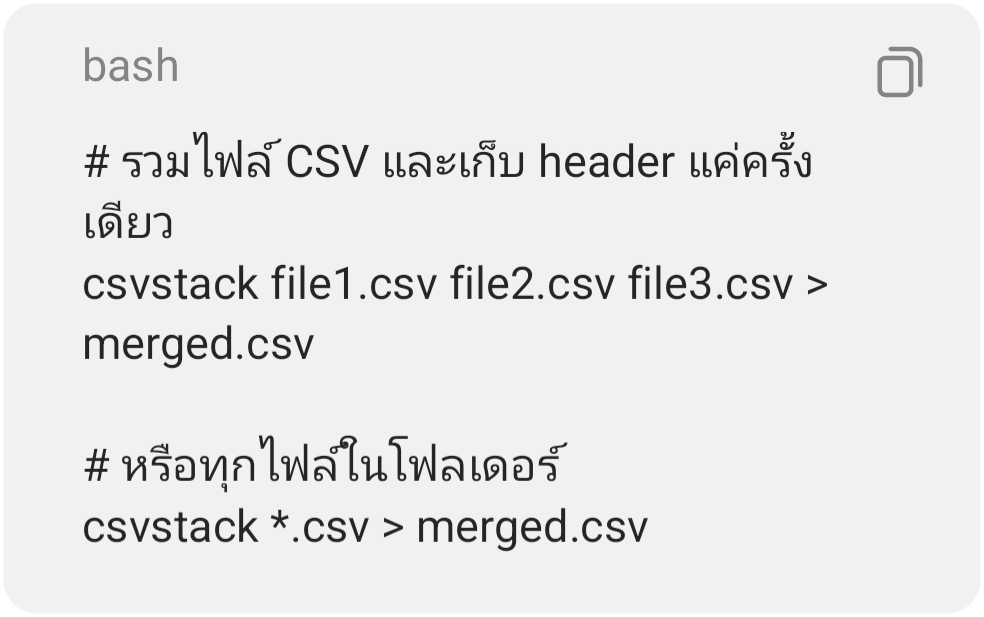 bash
# รวมไฟล์ CSV และเก็บ header แค่ครั้ง
เดียว
csvstack file1.csv file2.csv file3.csv >
merged.csv
# หรือทุกไฟล์ในโฟลเดอร์
csvstack *.csv > merged.csv